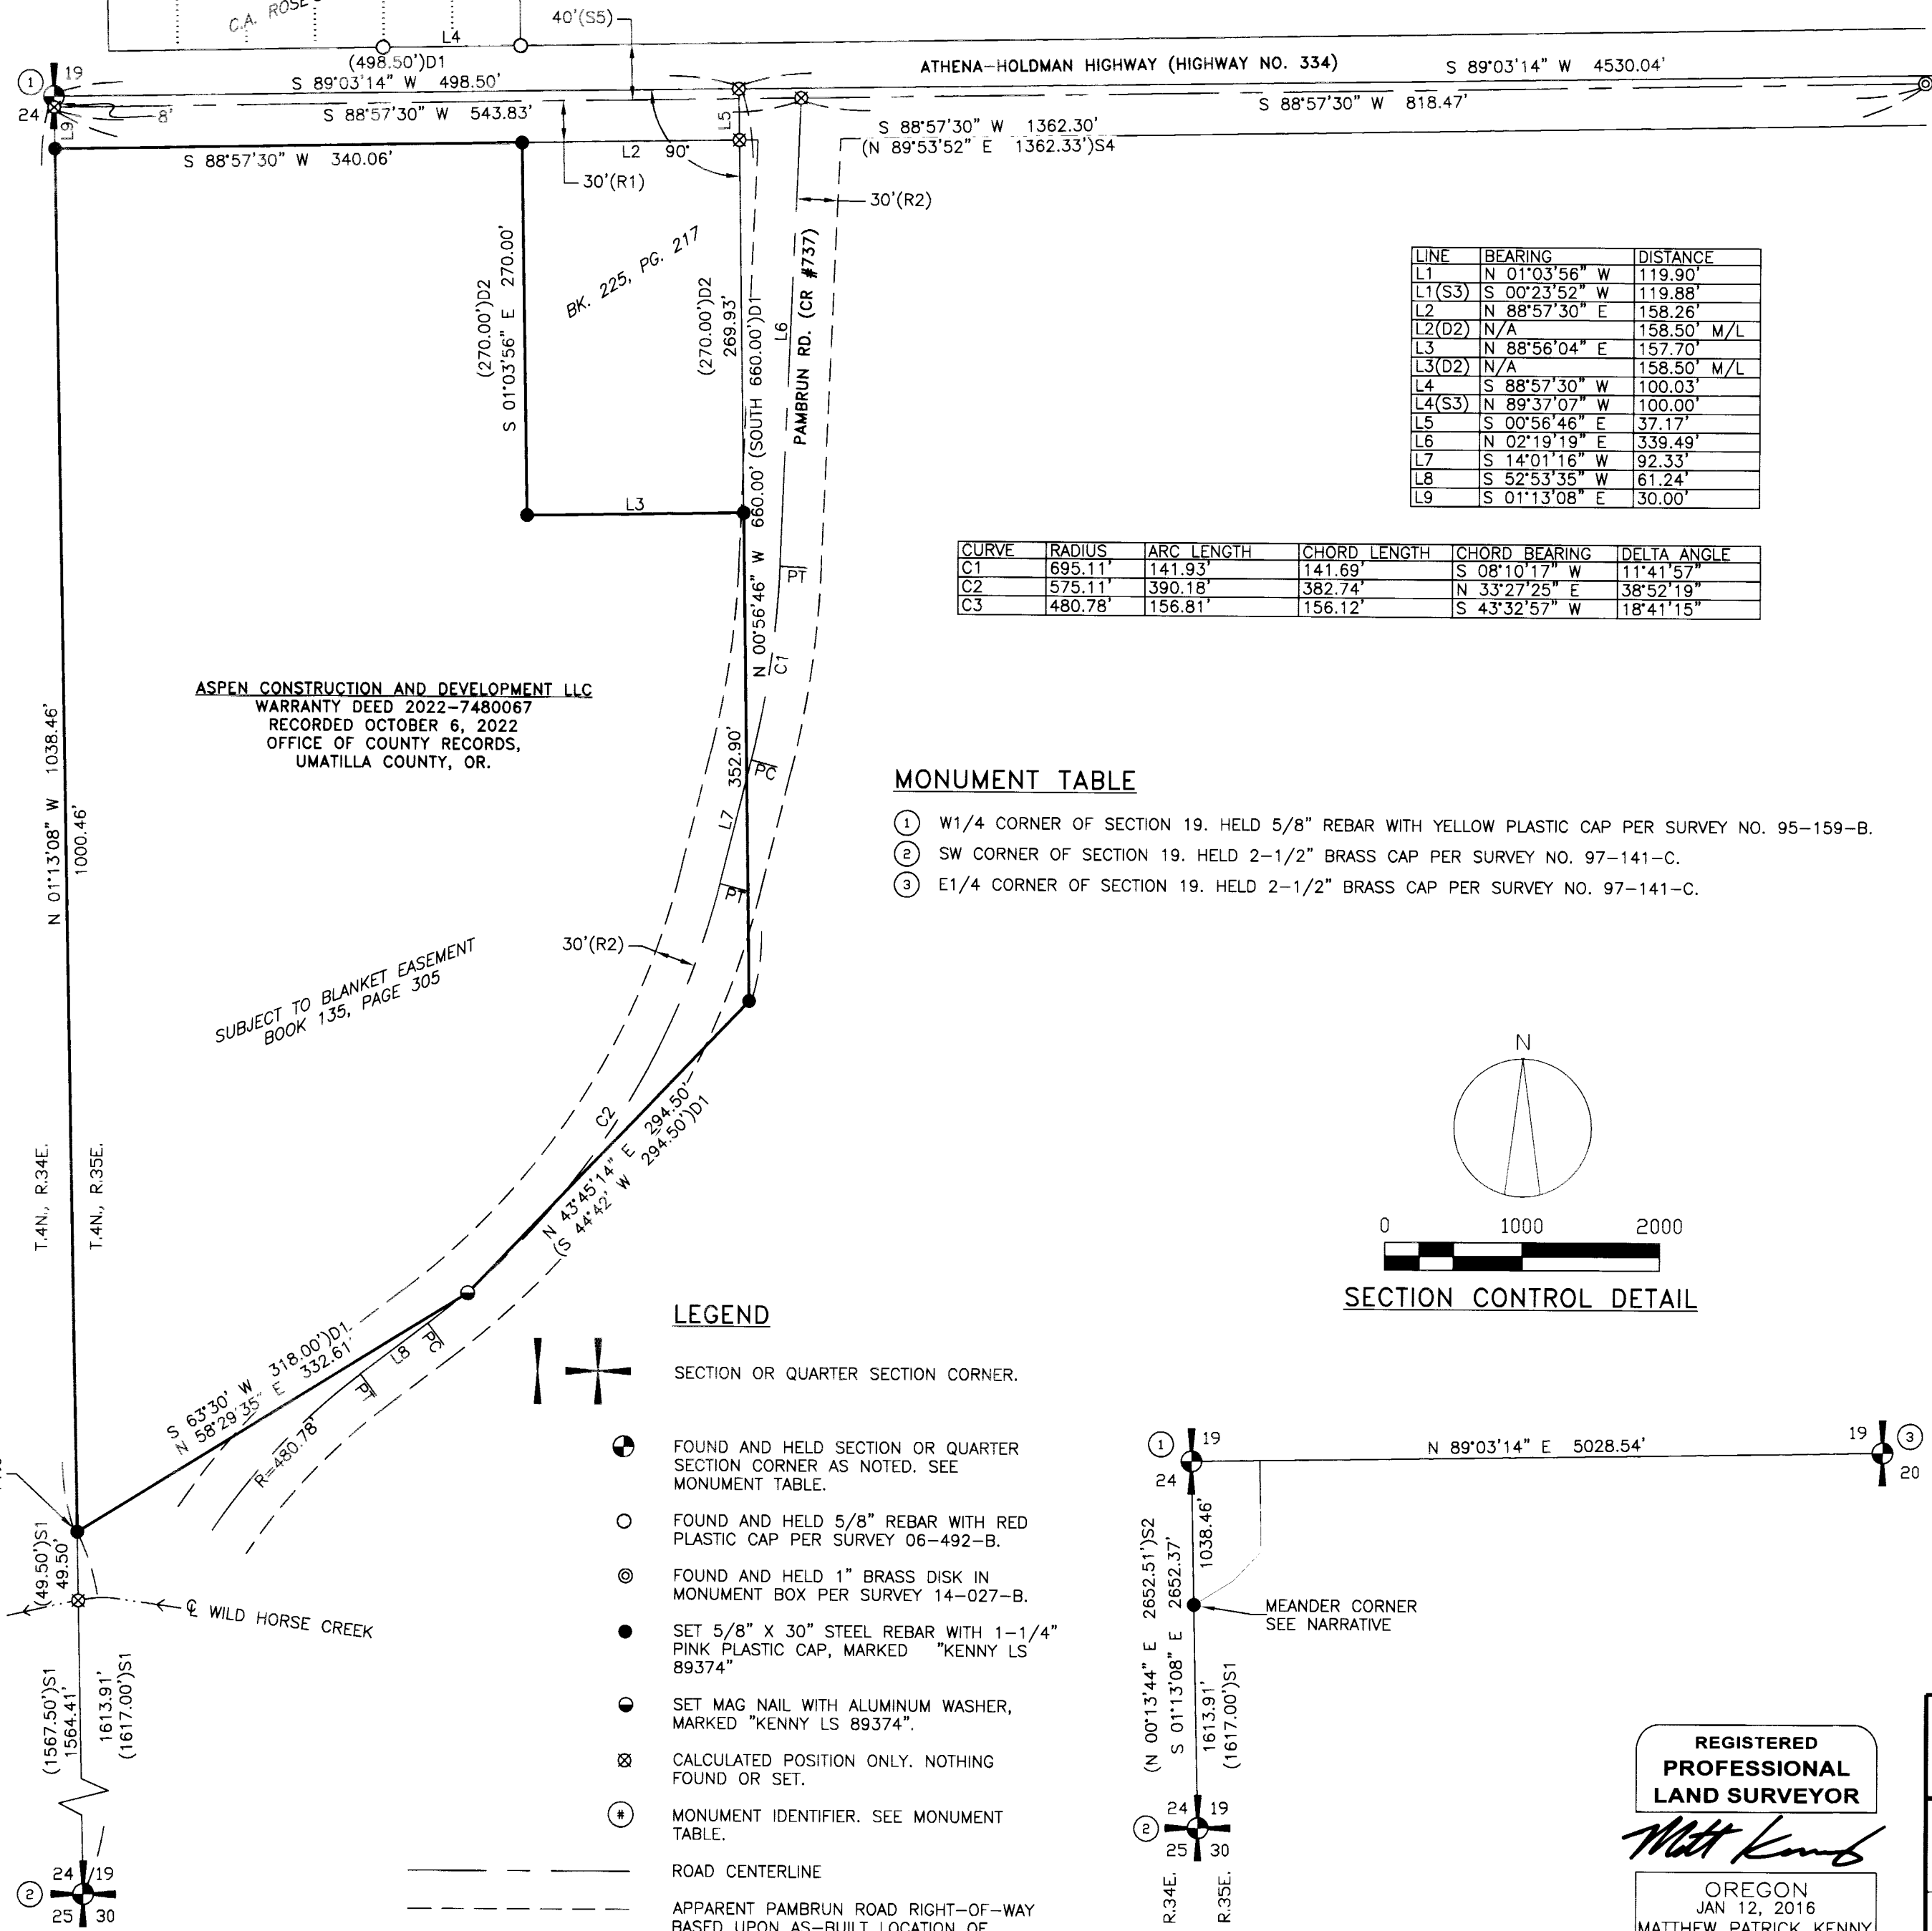 C.A. ROSE
L4
40'(S5)
(498.50')D1
ATHENA-HOLDMAN HIGHWAY (HIGHWAY NO. 334)
S 89°03'14" W 4530.04'
1
19
24
S 89°03'14" W 498.50'
8'
S 88°57'30" W 543.83'
S 88°57'30" W 818.47'
L9
L5
S 88°57'30" W 1362.30'
(N 89°53'52" E 1362.33')S4
S 88°57'30" W 340.06'
L2
90°
30'(R1)
30'(R2)
(270.00')D2
S 01°03'56" E 270.00'
BK. 225, PG. 217
(270.00')D2
269.93'
N 00°56'46" W 660.00' (SOUTH 660.00')D1
L6
PAMBRUN RD. (CR #737)
L3
PT
C1
352.90'
PC
L7
PT
LINE BEARING DISTANCE
L1 N 01°03'56" W 119.90'
L1(S3) S 00°23'52" W 119.88'
L2 N 88°57'30" E 158.26'
L2(D2) N/A 158.50' M/L
L3 N 88°56'04" E 157.70'
L3(D2) N/A 158.50' M/L
L4 S 88°57'30" W 100.03'
L4(S3) N 89°37'07" W 100.00'
L5 S 00°56'46" E 37.17'
L6 N 02°19'19" E 339.49'
L7 S 14°01'16" W 92.33'
L8 S 52°53'35" W 61.24'
L9 S 01°13'08" E 30.00'
CURVE RADIUS ARC LENGTH CHORD LENGTH CHORD BEARING DELTA ANGLE
C1 695.11' 141.93' 141.69' S 08°10'17" W 11°41'57"
C2 575.11' 390.18' 382.74' N 33°27'25" E 38°52'19"
C3 480.78' 156.81' 156.12' S 43°32'57" W 18°41'15"
ASPEN CONSTRUCTION AND DEVELOPMENT LLC
WARRANTY DEED 2022-7480067
RECORDED OCTOBER 6, 2022
OFFICE OF COUNTY RECORDS,
UMATILLA COUNTY, OR.
N 01°13'08" W 1038.46'
1000.46'
MONUMENT TABLE
1 W1/4 CORNER OF SECTION 19. HELD 5/8" REBAR WITH YELLOW PLASTIC CAP PER SURVEY NO. 95-159-B.
2 SW CORNER OF SECTION 19. HELD 2-1/2" BRASS CAP PER SURVEY NO. 97-141-C.
3 E1/4 CORNER OF SECTION 19. HELD 2-1/2" BRASS CAP PER SURVEY NO. 97-141-C.
30'(R2)
SUBJECT TO BLANKET EASEMENT
BOOK 135, PAGE 305
C2
N 43°45'14" E 294.50'
(S 44°42' W 294.50')D1
T.4N., R.34E.
T.4N., R.35E.
S 63°30' W 318.00')D1
N 58°29'35" E 332.61'
L8
PC
PT
R=480.78'
(49.50')S1
49.50'
℄ WILD HORSE CREEK
(1567.50')S1
1564.41'
1613.91'
(1617.00')S1
24 19
2
25 30
N
0 1000 2000
SECTION CONTROL DETAIL
LEGEND
SECTION OR QUARTER SECTION CORNER.
FOUND AND HELD SECTION OR QUARTER
SECTION CORNER AS NOTED. SEE
MONUMENT TABLE.
FOUND AND HELD 5/8" REBAR WITH RED
PLASTIC CAP PER SURVEY 06-492-B.
FOUND AND HELD 1" BRASS DISK IN
MONUMENT BOX PER SURVEY 14-027-B.
SET 5/8" X 30" STEEL REBAR WITH 1-1/4"
PINK PLASTIC CAP, MARKED "KENNY LS
89374"
SET MAG NAIL WITH ALUMINUM WASHER,
MARKED "KENNY LS 89374".
CALCULATED POSITION ONLY. NOTHING
FOUND OR SET.
# MONUMENT IDENTIFIER. SEE MONUMENT
TABLE.
ROAD CENTERLINE
APPARENT PAMBRUN ROAD RIGHT-OF-WAY
BASED UPON AS-BUILT LOCATION OF
1
19
24
N 89°03'14" E 5028.54'
19
3
20
(N 00°13'44" E 2652.51')S2
S 01°13'08" E 2652.37'
1038.46'
MEANDER CORNER
SEE NARRATIVE
1613.91'
(1617.00')S1
24 19
2
25 30
R.34E.
R.35E.
REGISTERED
PROFESSIONAL
LAND SURVEYOR
Matt Kenny
OREGON
JAN 12, 2016
MATTHEW PATRICK KENNY